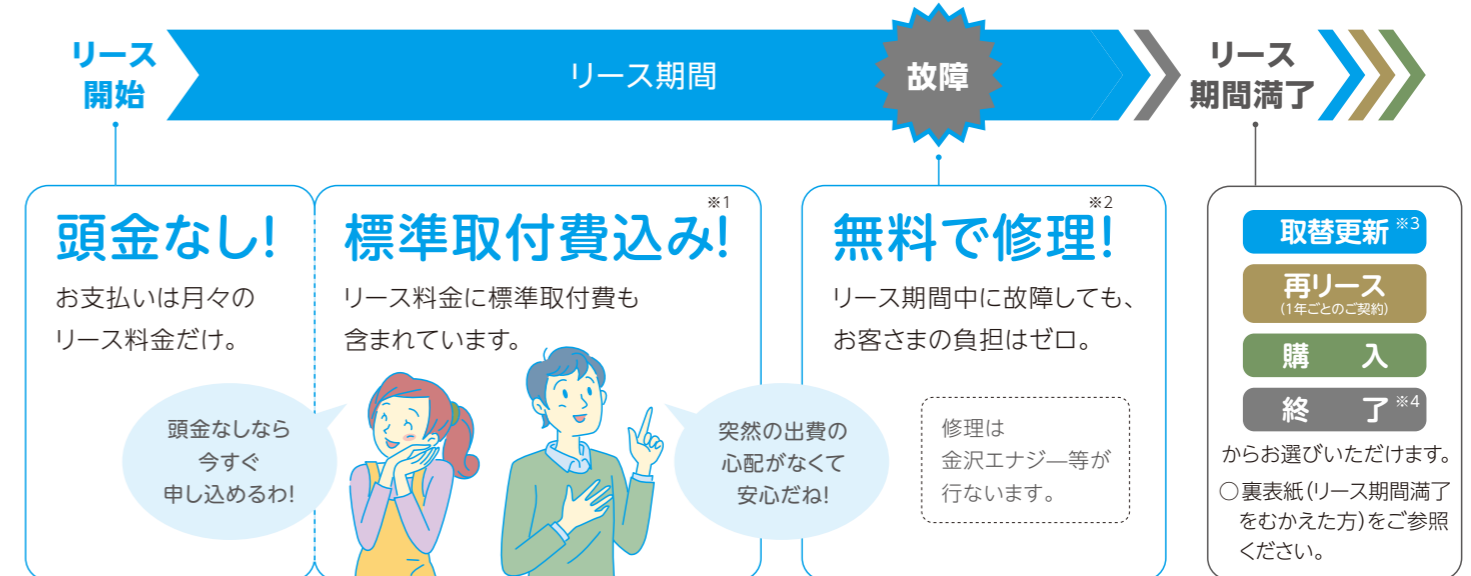 リース
開始
リース期間
故障
リース
期間満了
頭金なし!
お支払いは月々の
リース料金だけ。
標準取付費込み!※1
リース料金に標準取付費も
含まれています。
頭金なしなら
今すぐ
申し込めるわ!
突然の出費の
心配がなくて
安心だね!
無料で修理!※2
リース期間中に故障しても、
お客さまの負担はゼロ。
修理は
金沢エナジ―等が
行ないます。
取替更新※3
再リース
(1年ごとのご契約)
購 入
終 了※4
からお選びいただけます。
○裏表紙(リース期間満了
をむかえた方)をご参照
ください。